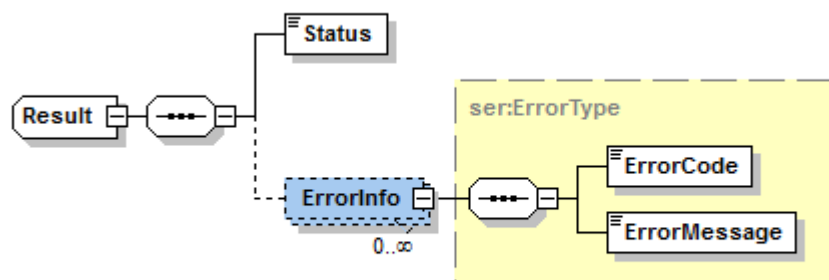 Status
Result
ser:ErrorType
ErrorInfo
0..∞
ErrorCode
ErrorMessage